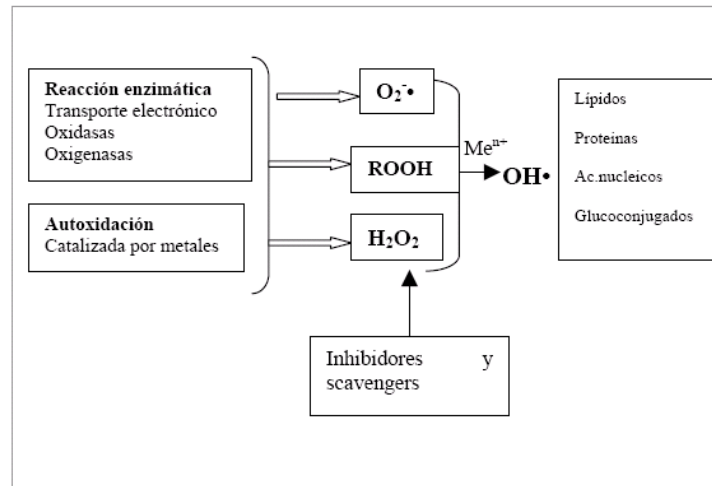 Reacción enzimática
Transporte electrónico
Oxidasas
Oxigenasas
Autoxidación
Catalizada por metales
O₂⁻•
ROOH
H₂O₂
Meⁿ⁺
OH•
Lípidos
Proteinas
Ac.nucleicos
Glucoconjugados
Inhibidores y
scavengers